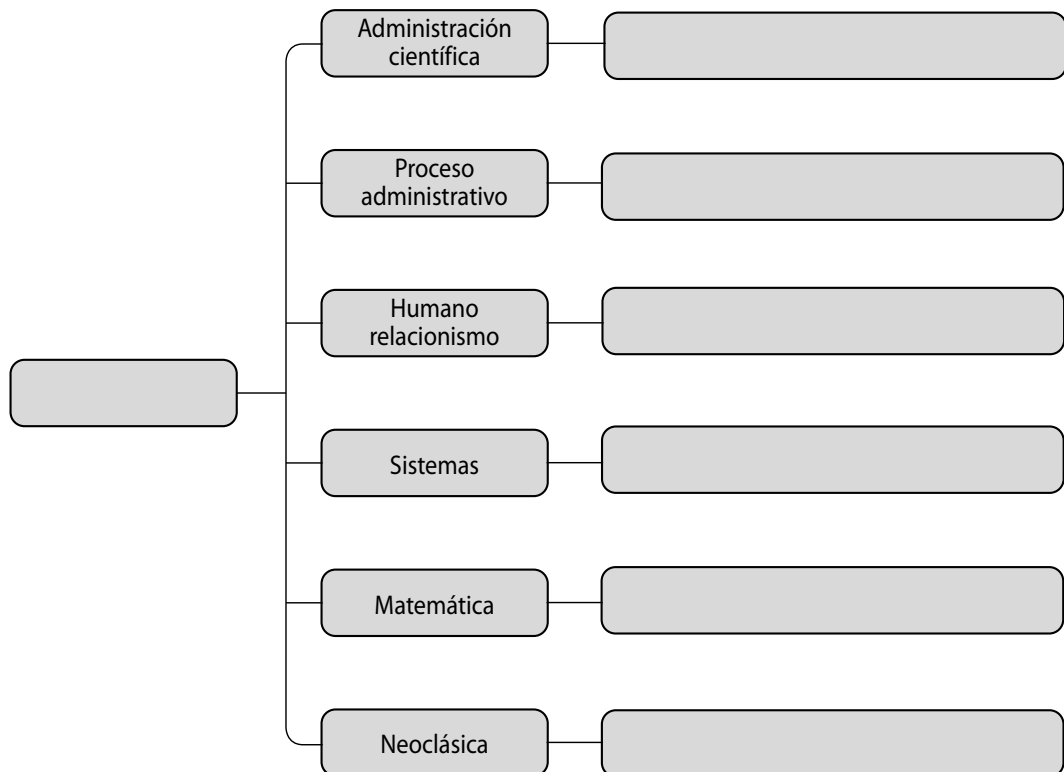 Administración
científica
Proceso
administrativo
Humano
relacionismo
Sistemas
Matemática
Neoclásica